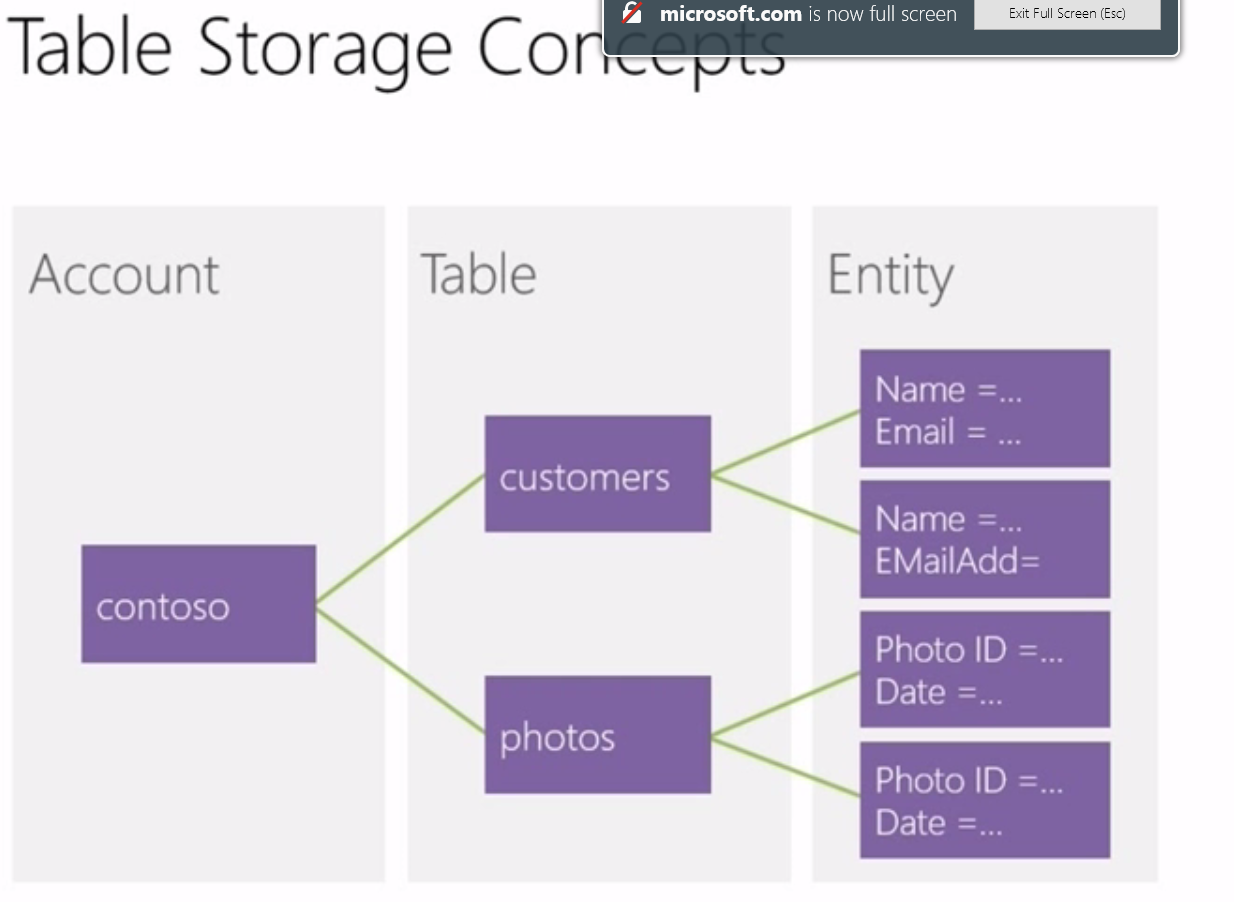 microsoft.com is now full screen
Exit Full Screen (Esc)
Table Storage Concepts
Account
Table
Entity
contoso
customers
photos
Name =...
Email = ...
Name =...
EMailAdd=
Photo ID =...
Date =...
Photo ID =...
Date =...